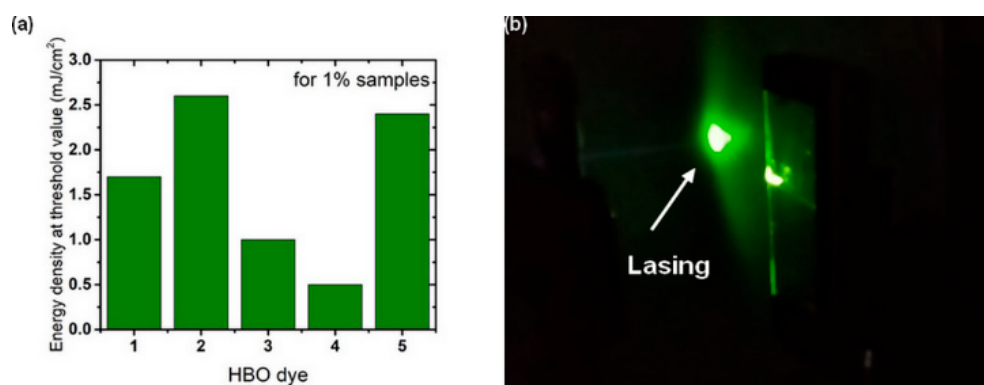 (a)
Energy density at threshold value (mJ/cm²)
3.0
2.5
2.0
1.5
1.0
0.5
0.0
for 1% samples
1 2 3 4 5
HBO dye
(b)
Lasing